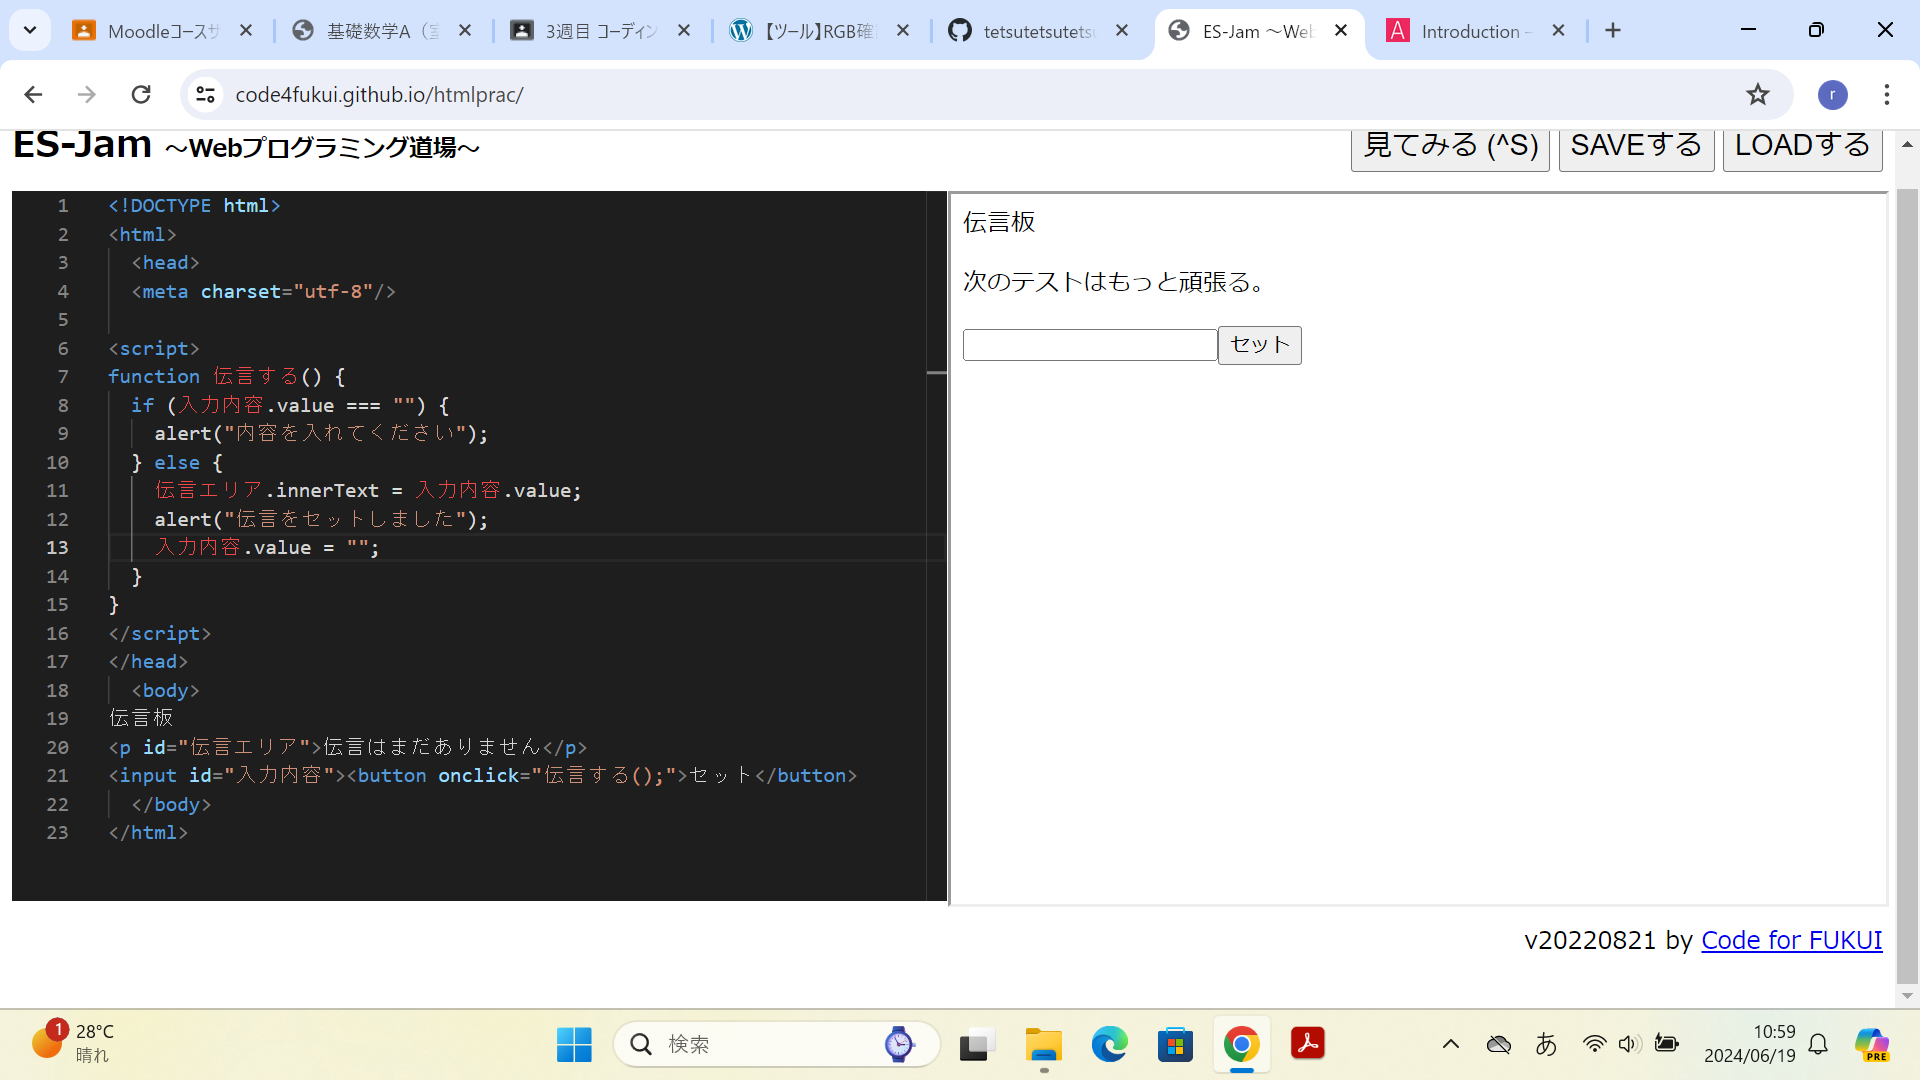 Moodleコースサ
基礎数学A（室
3週目 コーディン
【ツール】RGB確認
tetsutetsutetsu
ES-Jam 〜Web
Introduction -
code4fukui.github.io/htmlprac/
r
ES-Jam 〜Webプログラミング道場〜
見てみる (^S)
SAVEする
LOADする
1 <!DOCTYPE html>
2 <html>
3 <head>
4 <meta charset="utf-8"/>
5
6 <script>
7 function 伝言する() {
8 if (入力内容.value === "") {
9 alert("内容を入れてください");
10 } else {
11 伝言エリア.innerText = 入力内容.value;
12 alert("伝言をセットしました");
13 入力内容.value = "";
14 }
15 }
16 </script>
17 </head>
18 <body>
19 伝言板
20 <p id="伝言エリア">伝言はまだありません</p>
21 <input id="入力内容"><button onclick="伝言する();">セット</button>
22 </body>
23 </html>
伝言板
次のテストはもっと頑張る。
セット
v20220821 by Code for FUKUI
1
28°C
晴れ
検索
あ
10:59
2024/06/19
PRE